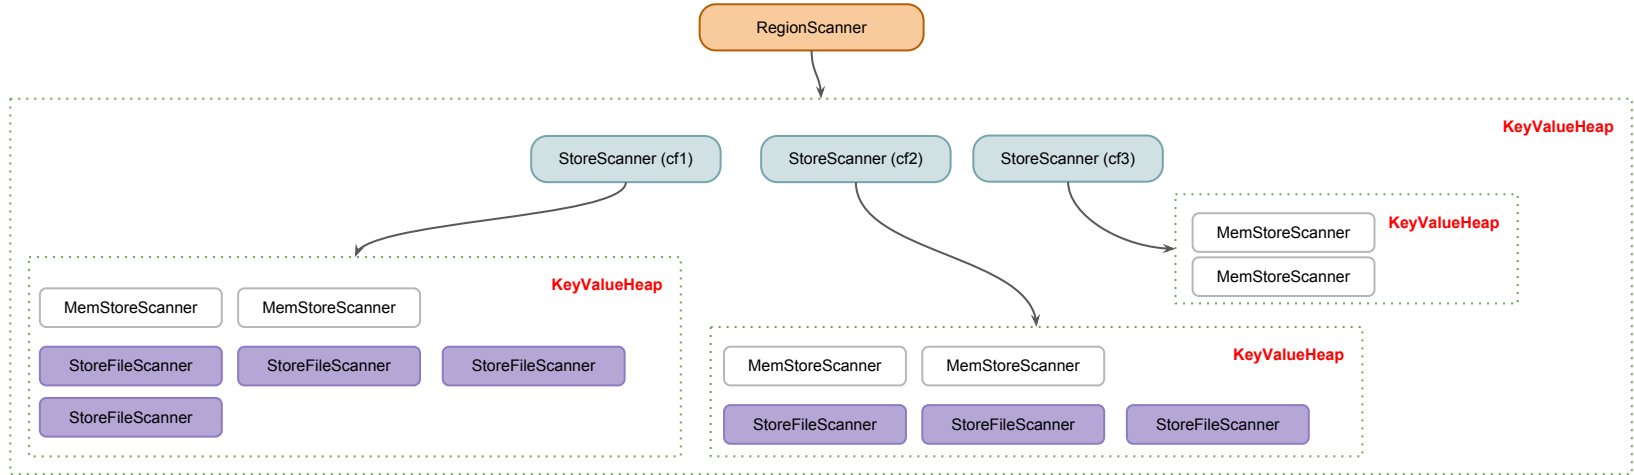 RegionScanner
KeyValueHeap
StoreScanner (cf1)
StoreScanner (cf2)
StoreScanner (cf3)
KeyValueHeap
MemStoreScanner
MemStoreScanner
KeyValueHeap
MemStoreScanner
MemStoreScanner
StoreFileScanner
StoreFileScanner
StoreFileScanner
StoreFileScanner
KeyValueHeap
MemStoreScanner
MemStoreScanner
StoreFileScanner
StoreFileScanner
StoreFileScanner